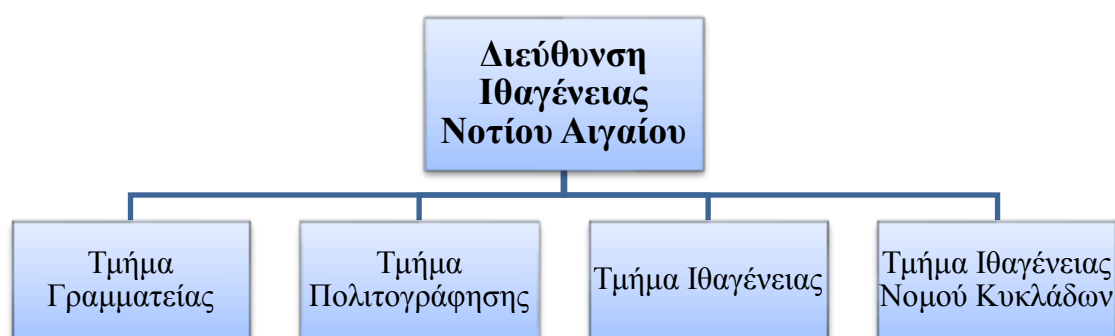 Διεύθυνση
Ιθαγένειας
Νοτίου Αιγαίου
Τμήμα
Γραμματείας
Τμήμα
Πολιτογράφησης
Τμήμα Ιθαγένειας
Τμήμα Ιθαγένειας
Νομού Κυκλάδων